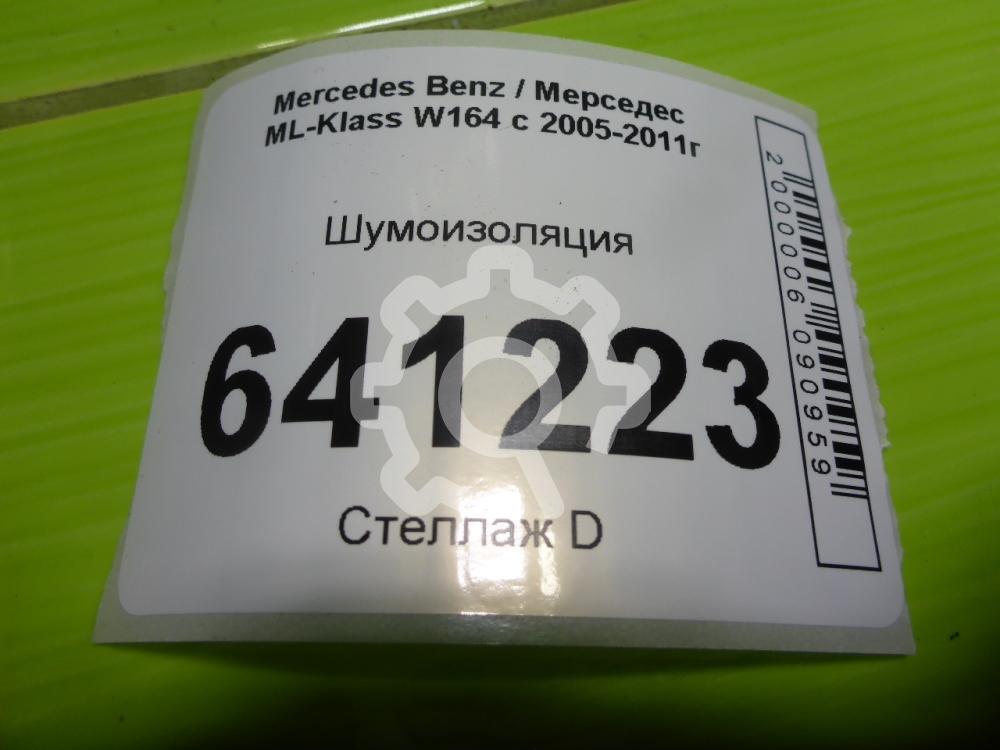 Mercedes Benz / Мерседес
ML-Klass W164 с 2005-2011г
Шумоизоляция
641223
Стеллаж D
2000006090959